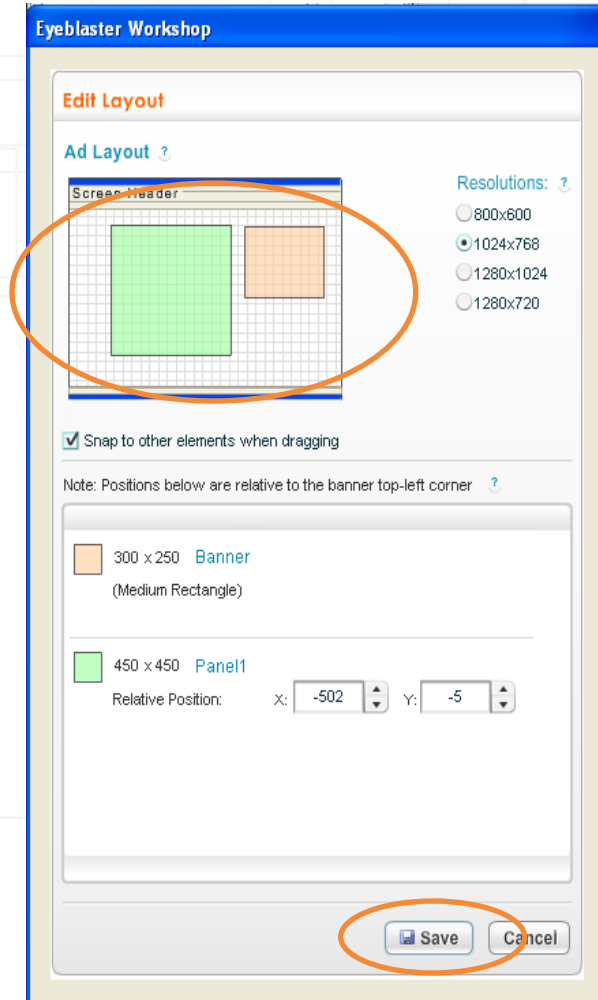 Eyeblaster Workshop
Edit Layout
Ad Layout ?
Screen Header
Resolutions: ?
800x600
1024x768
1280x1024
1280x720
Snap to other elements when dragging
Note: Positions below are relative to the banner top-left corner ?
300 x 250 Banner
(Medium Rectangle)
450 x 450 Panel1
Relative Position: X: -502 Y: -5
Save Cancel